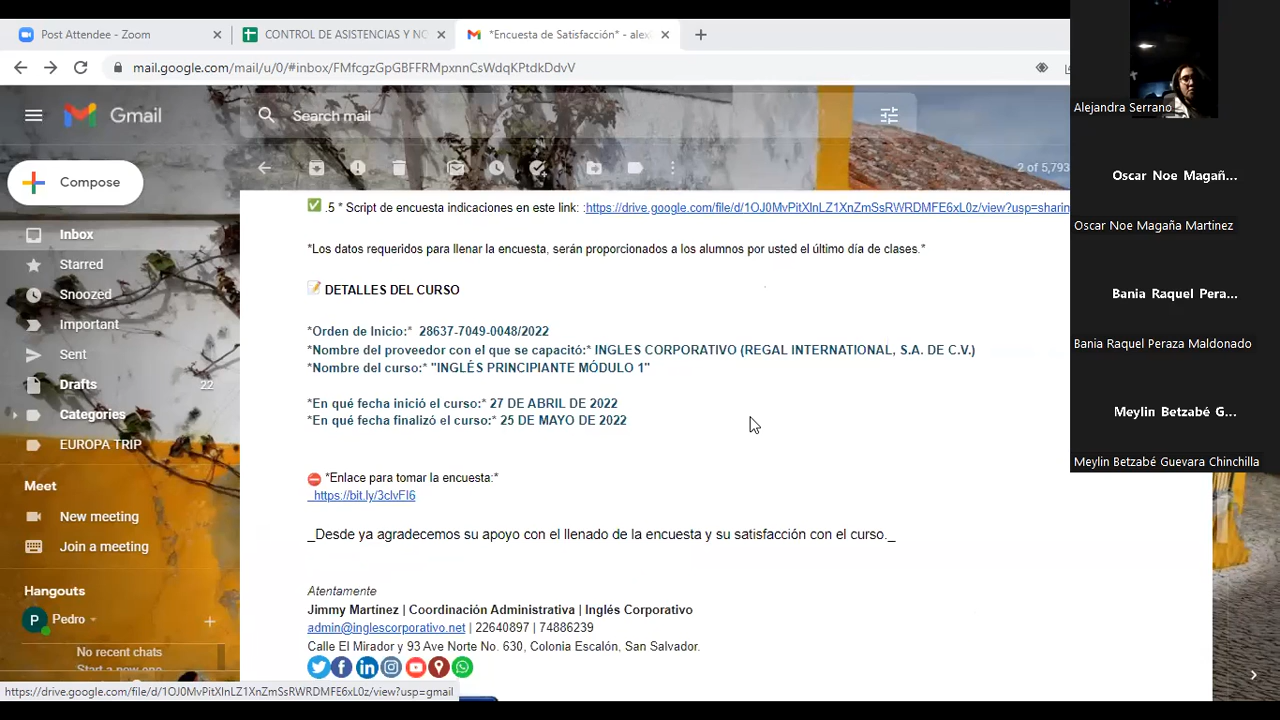 Post Attendee - Zoom
CONTROL DE ASISTENCIAS Y NO
*Encuesta de Satisfacción* - alex
mail.google.com/mail/u/0/#inbox/FMfcgzGpGBFFRMpxnnCsWdqKPtdkDdvV
Gmail
Search mail
Compose
2 of 5,793
Inbox
Starred
Snoozed
Important
Sent
Drafts
22
Categories
EUROPA TRIP
Meet
New meeting
Join a meeting
Hangouts
Pedro
No recent chats
Start a new one
.5 * Script de encuesta indicaciones en este link: :https://drive.google.com/file/d/1OJ0MvPitXInLZ1XnZmSsRWRDMFE6xL0z/view?usp=sharin
*Los datos requeridos para llenar la encuesta, serán proporcionados a los alumnos por usted el último día de clases.*
DETALLES DEL CURSO
*Orden de Inicio:* 28637-7049-0048/2022
*Nombre del proveedor con el que se capacitó:* INGLES CORPORATIVO (REGAL INTERNATIONAL, S.A. DE C.V.)
*Nombre del curso:* "INGLÉS PRINCIPIANTE MÓDULO 1"
*En qué fecha inició el curso:* 27 DE ABRIL DE 2022
*En qué fecha finalizó el curso:* 25 DE MAYO DE 2022
*Enlace para tomar la encuesta:*
_https://bit.ly/3clvFI6
_Desde ya agradecemos su apoyo con el llenado de la encuesta y su satisfacción con el curso._
Atentamente
Jimmy Martínez | Coordinación Administrativa | Inglés Corporativo
admin@inglescorporativo.net | 22640897 | 74886239
Calle El Mirador y 93 Ave Norte No. 630, Colonia Escalón, San Salvador.
https://drive.google.com/file/d/1OJ0MvPitXInLZ1XnZmSsRWRDMFE6xL0z/view?usp=gmail
Alejandra Serrano
Oscar Noe Magañ...
Oscar Noe Magaña Martinez
Bania Raquel Pera...
Bania Raquel Peraza Maldonado
Meylin Betzabé G...
Meylin Betzabé Guevara Chinchilla